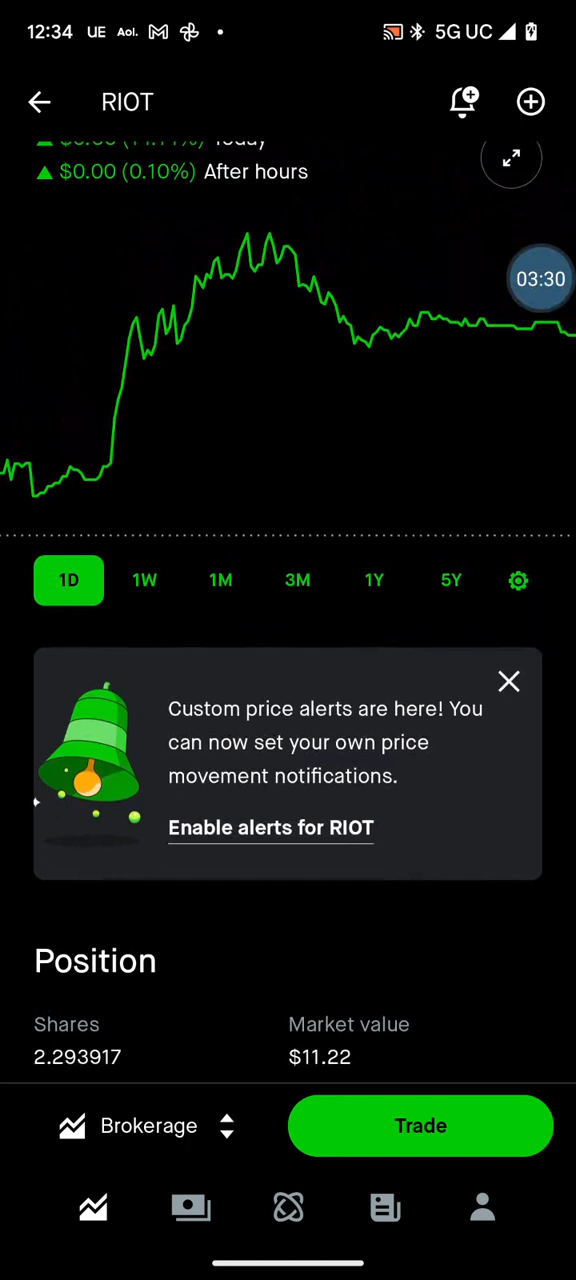 12:34 UE Aol. 5G UC
RIOT
Today
$0.00 (0.10%) After hours
03:30
1D 1W 1M 3M 1Y 5Y
Custom price alerts are here! You
can now set your own price
movement notifications.
Enable alerts for RIOT
Position
Shares Market value
2.293917 $11.22
Brokerage Trade